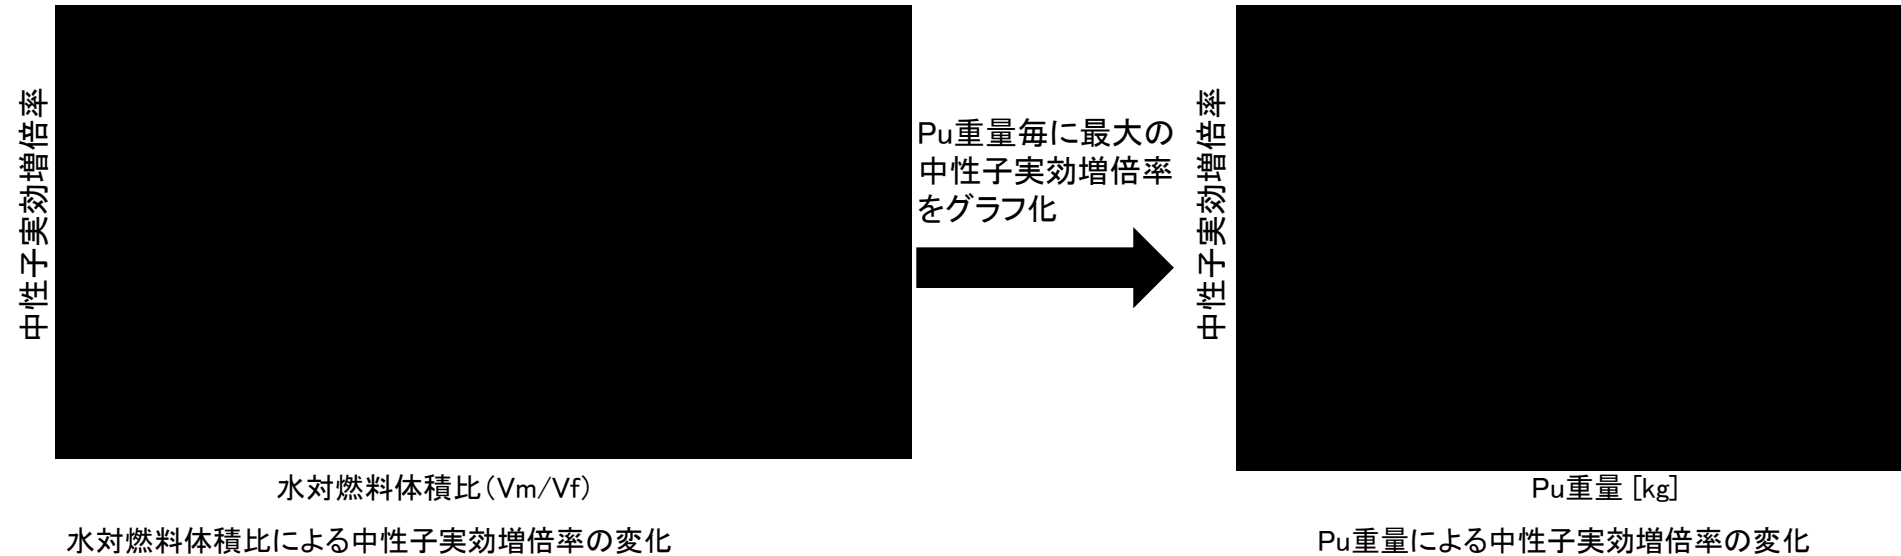 中性子実効増倍率
Pu重量毎に最大の
中性子実効増倍率
をグラフ化
中性子実効増倍率
水対燃料体積比(Vm/Vf)
Pu重量 [kg]
水対燃料体積比による中性子実効増倍率の変化
Pu重量による中性子実効増倍率の変化